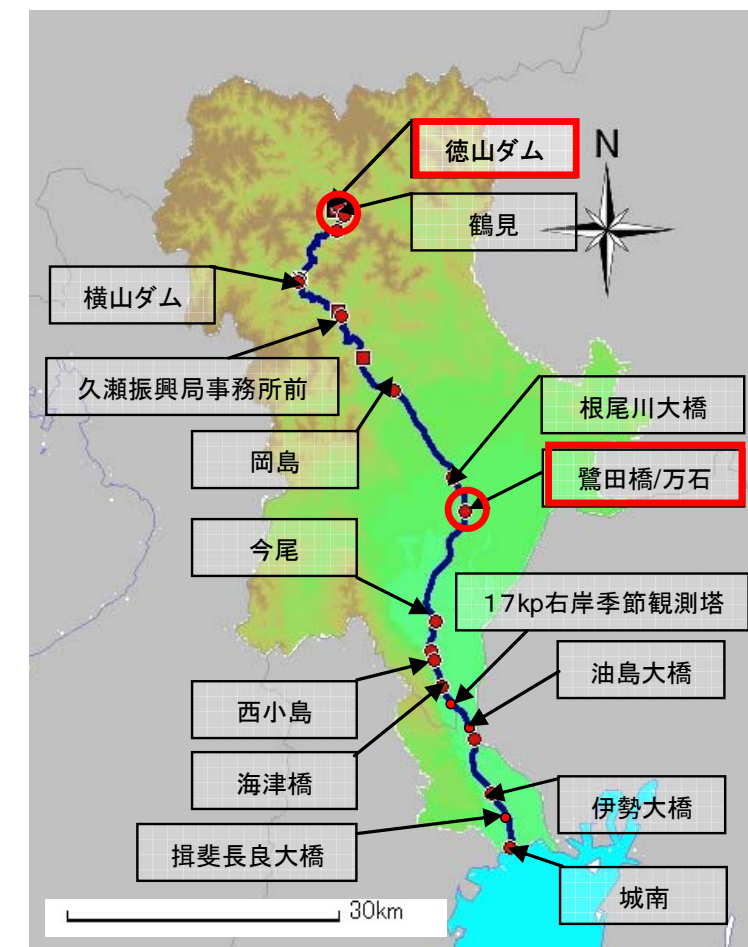 徳山ダム
N
鶴見
横山ダム
久瀬振興局事務所前
根尾川大橋
岡島
鷺田橋/万石
今尾
17kp右岸季節観測塔
油島大橋
西小島
海津橋
伊勢大橋
揖斐長良大橋
城南
30km